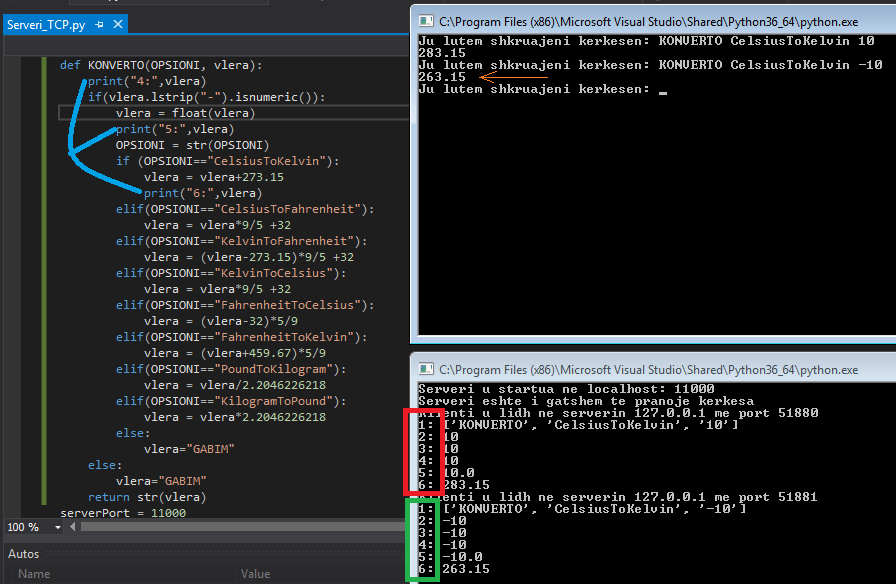 Serveri_TCP.py
def KONVERTO(OPSIONI, vlera):
print("4:",vlera)
if(vlera.lstrip("-").isnumeric()):
vlera = float(vlera)
print("5:",vlera)
OPSIONI = str(OPSIONI)
if (OPSIONI=="CelsiusToKelvin"):
vlera = vlera+273.15
print("6:",vlera)
elif(OPSIONI=="CelsiusToFahrenheit"):
vlera = vlera*9/5 +32
elif(OPSIONI=="KelvinToFahrenheit"):
vlera = (vlera-273.15)*9/5 +32
elif(OPSIONI=="KelvinToCelsius"):
vlera = vlera*9/5 +32
elif(OPSIONI=="FahrenheitToCelsius"):
vlera = (vlera-32)*5/9
elif(OPSIONI=="FahrenheitToKelvin"):
vlera = (vlera+459.67)*5/9
elif(OPSIONI=="PoundToKilogram"):
vlera = vlera/2.2046226218
elif(OPSIONI=="KilogramToPound"):
vlera = vlera*2.2046226218
else:
vlera="GABIM"
else:
vlera="GABIM"
return str(vlera)
serverPort = 11000
100 %
Autos
Name Value
C:\Program Files (x86)\Microsoft Visual Studio\Shared\Python36_64\python.exe
Ju lutem shkruajeni kerkesen: KONVERTO CelsiusToKelvin 10
283.15
Ju lutem shkruajeni kerkesen: KONVERTO CelsiusToKelvin -10
263.15
Ju lutem shkruajeni kerkesen: _
C:\Program Files (x86)\Microsoft Visual Studio\Shared\Python36_64\python.exe
Serveri u startua ne localhost: 11000
Serveri eshte i gatshem te pranoje kerkesa
Klienti u lidh ne serverin 127.0.0.1 me port 51880
1: ['KONVERTO', 'CelsiusToKelvin', '10']
2: 10
3: 10
4: 10
5: 10.0
6: 283.15
Klienti u lidh ne serverin 127.0.0.1 me port 51881
1: ['KONVERTO', 'CelsiusToKelvin', '-10']
2: -10
3: -10
4: -10
5: -10.0
6: 263.15